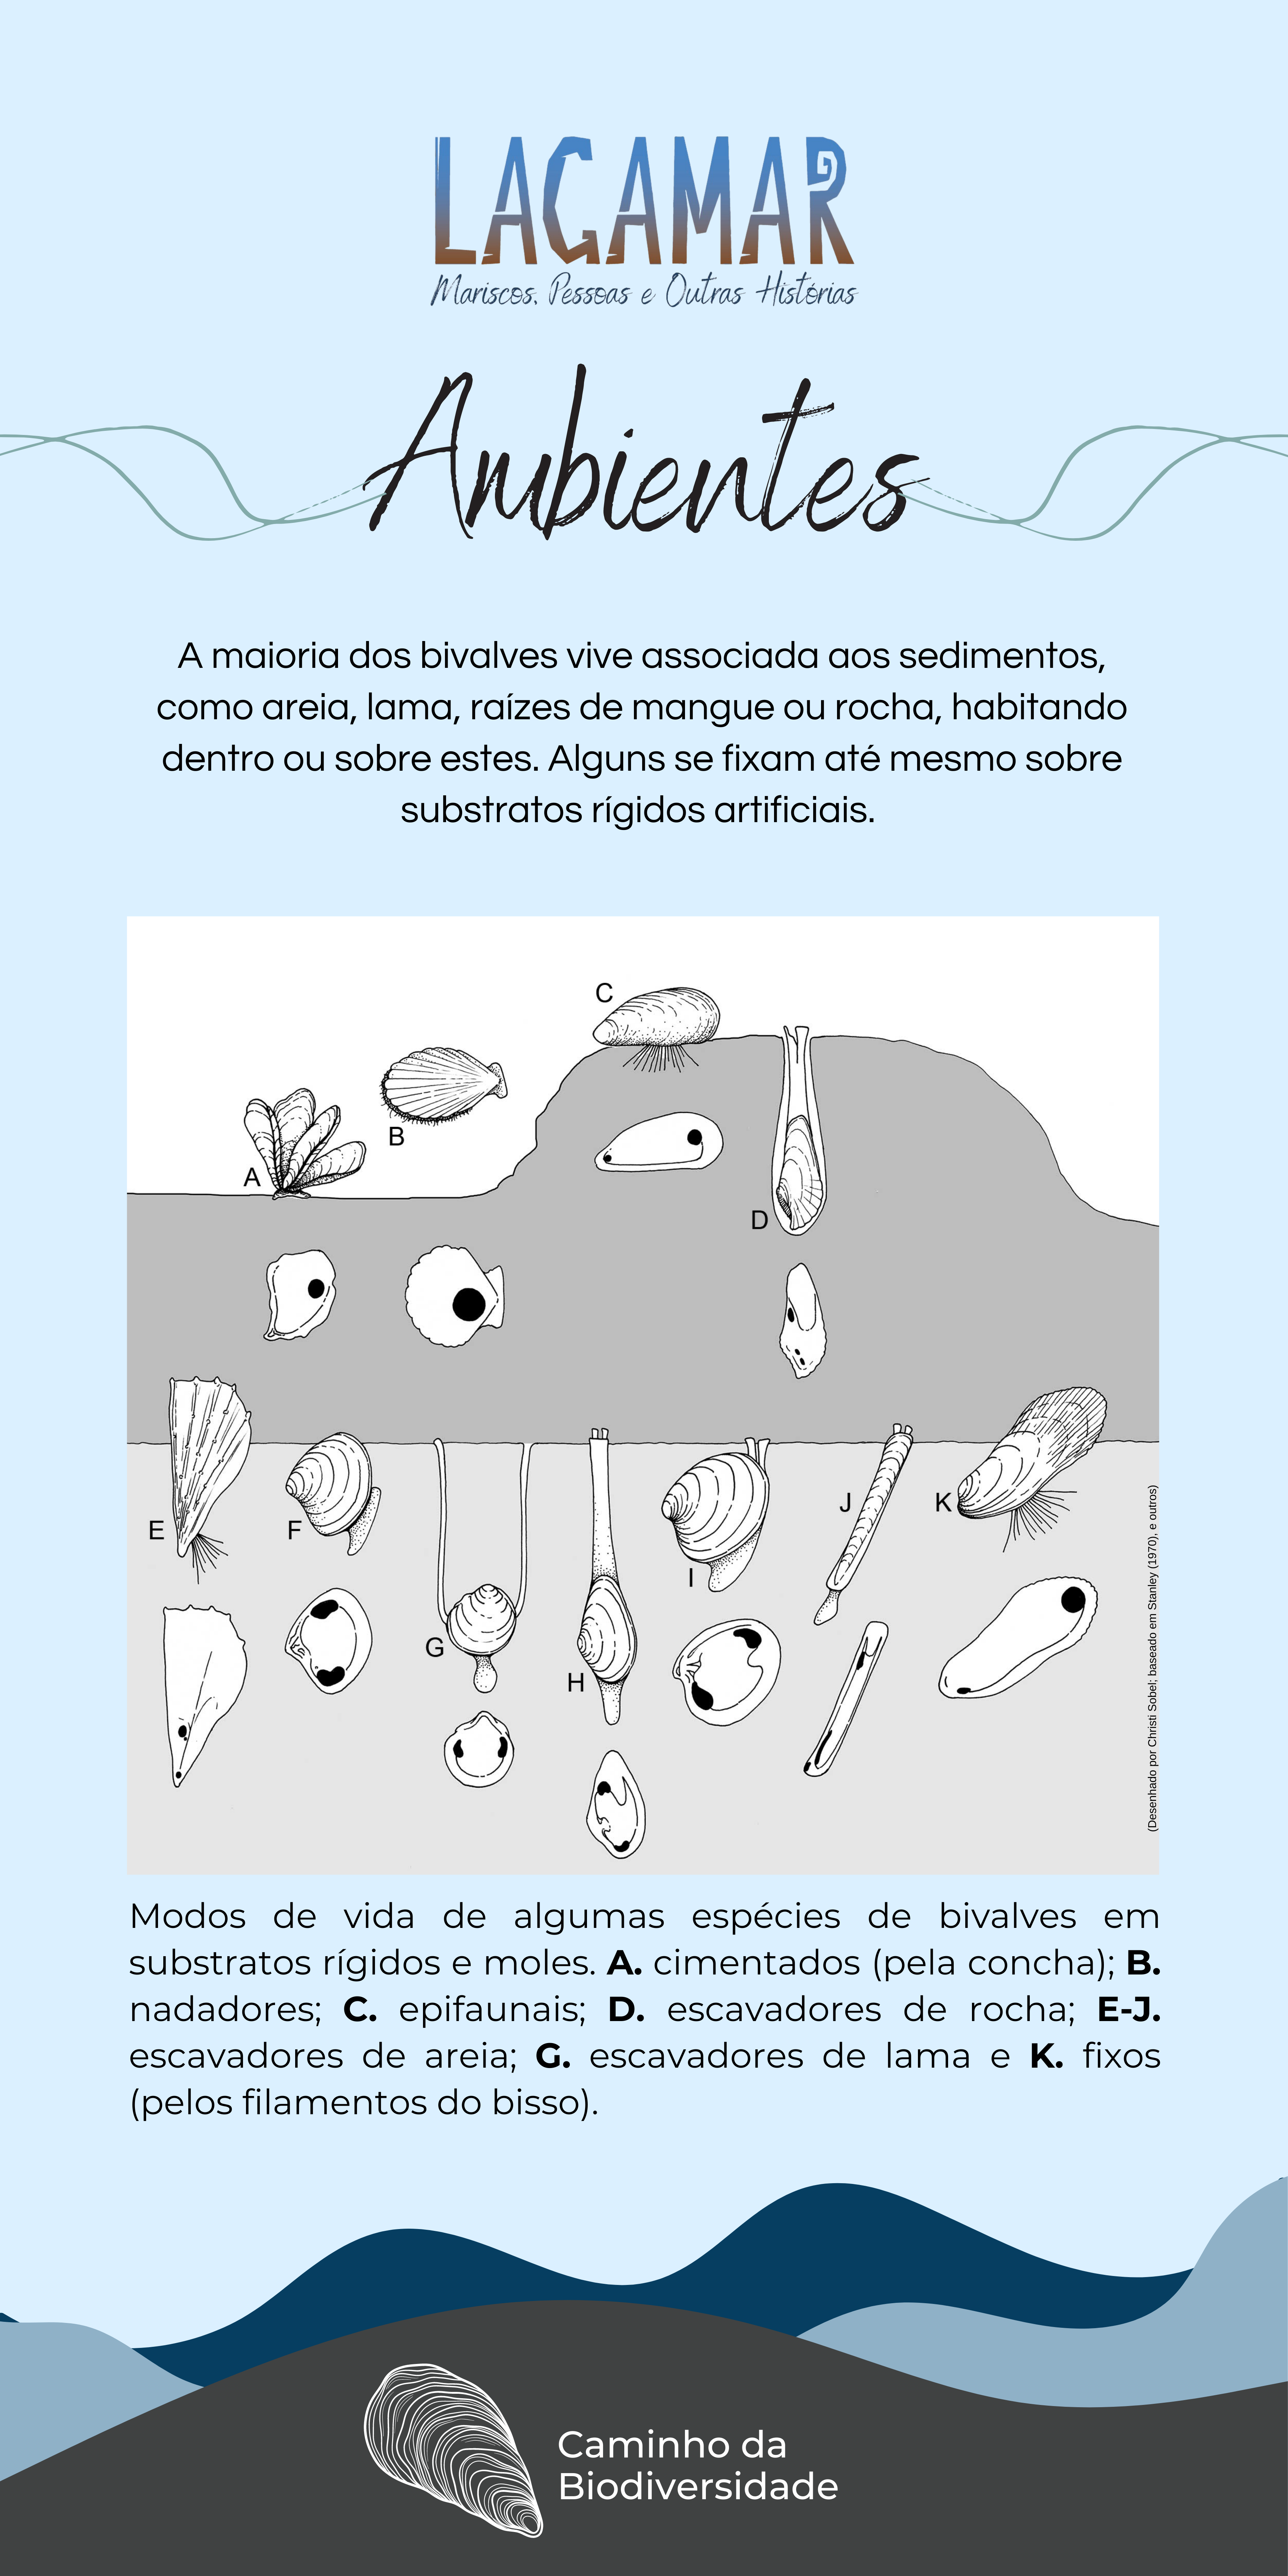 LAGAMAR
Mariscos, Pessoas e Outras Histórias
Ambientes
A maioria dos bivalves vive associada aos sedimentos,
como areia, lama, raízes de mangue ou rocha, habitando
dentro ou sobre estes. Alguns se fixam até mesmo sobre
substratos rígidos artificiais.
C
B
A
D
E
F
G
H
I
J
K
(Desenhado por Christi Sobel; baseado em Stanley (1970), e outros)
Modos de vida de algumas espécies de bivalves em
substratos rígidos e moles. A. cimentados (pela concha); B.
nadadores; C. epifaunais; D. escavadores de rocha; E-J.
escavadores de areia; G. escavadores de lama e K. fixos
(pelos filamentos do bisso).
Caminho da
Biodiversidade